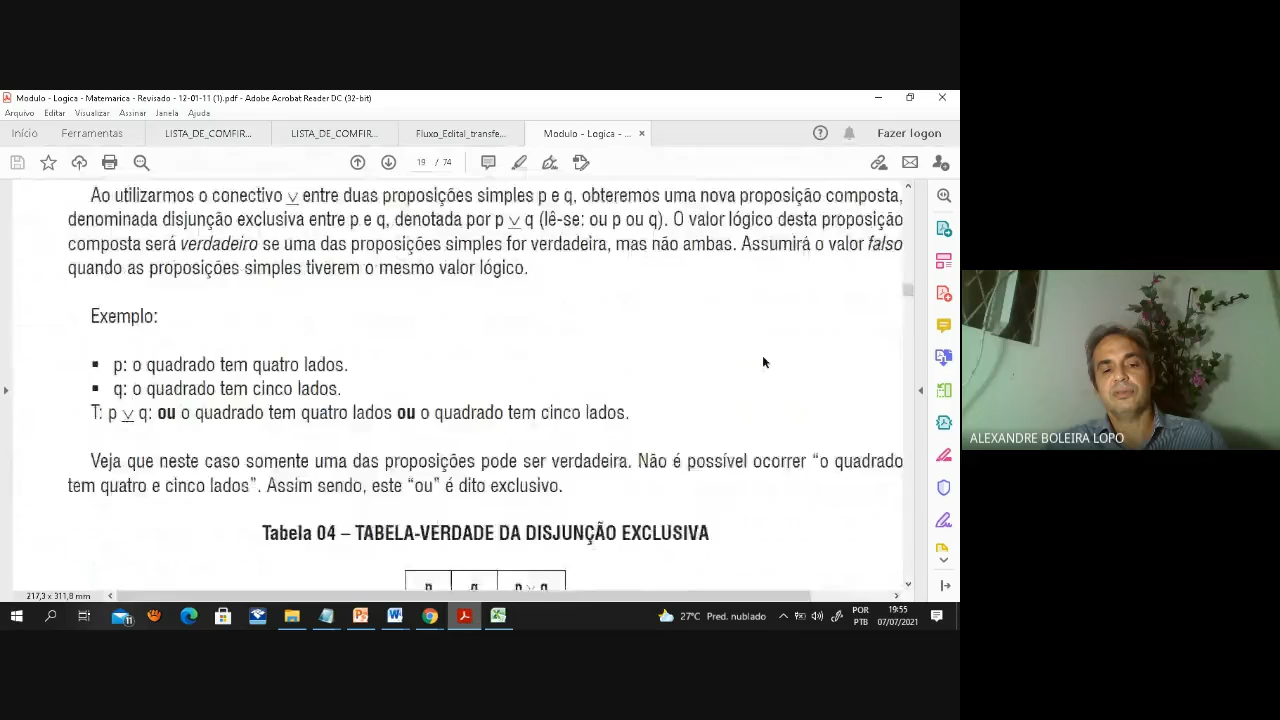 Modulo - Logica - Matemarica - Revisado - 12-01-11 (1).pdf - Adobe Acrobat Reader DC (32-bit)
Arquivo Editar Visualizar Assinar Janela Ajuda
Início Ferramentas LISTA_DE_COMFIR... LISTA_DE_COMFIR... Fluxo_Edital_transfe... Modulo - Logica - ... × Fazer logon
19 / 74
Ao utilizarmos o conectivo ⊻ entre duas proposições simples p e q, obteremos uma nova proposição composta,
denominada disjunção exclusiva entre p e q, denotada por p ⊻ q (lê-se: ou p ou q). O valor lógico desta proposição
composta será verdadeiro se uma das proposições simples for verdadeira, mas não ambas. Assumirá o valor falso
quando as proposições simples tiverem o mesmo valor lógico.
Exemplo:
▪ p: o quadrado tem quatro lados.
▪ q: o quadrado tem cinco lados.
T: p ⊻ q: ou o quadrado tem quatro lados ou o quadrado tem cinco lados.
Veja que neste caso somente uma das proposições pode ser verdadeira. Não é possível ocorrer “o quadrado
tem quatro e cinco lados”. Assim sendo, este “ou” é dito exclusivo.
Tabela 04 – TABELA-VERDADE DA DISJUNÇÃO EXCLUSIVA
p q p ⊻ q
217,3 x 311,8 mm
11
27°C Pred. nublado
POR
PTB
19:55
07/07/2021
ALEXANDRE BOLEIRA LOPO